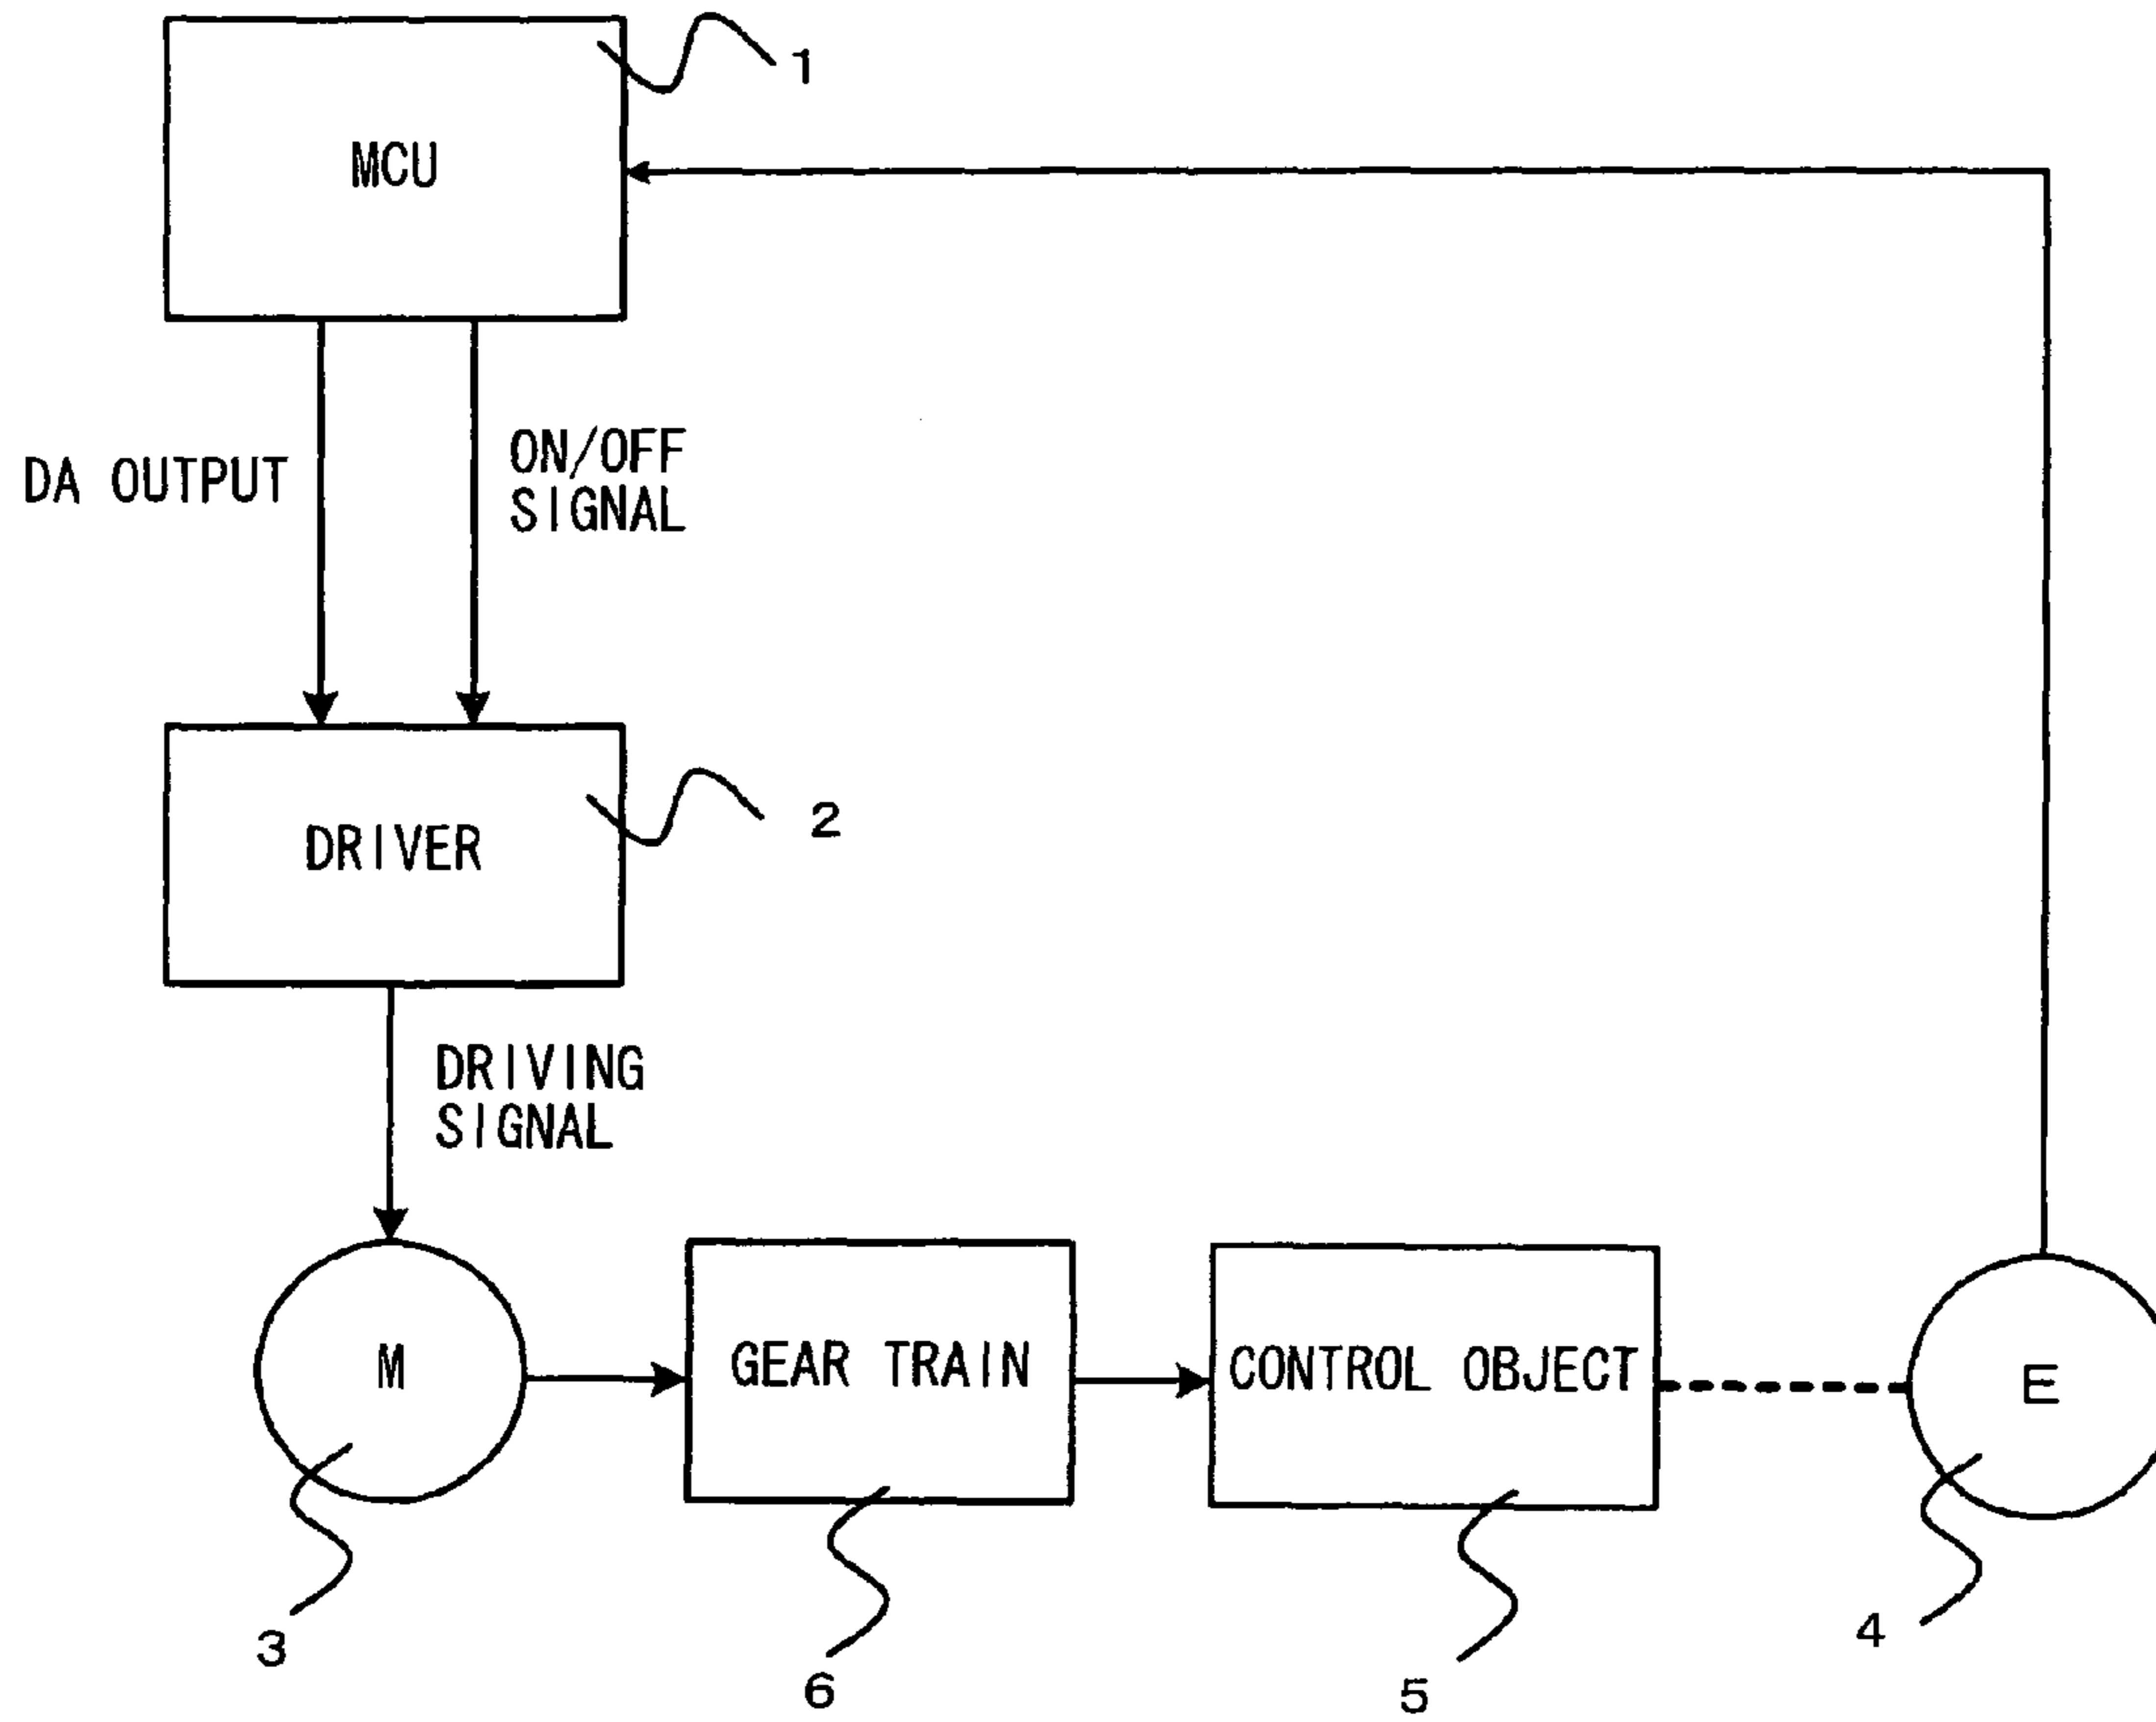 1
MCU
DA OUTPUT
ON/OFF
SIGNAL
2
DRIVER
DRIVING
SIGNAL
M
GEAR TRAIN
CONTROL OBJECT
E
3
6
5
4